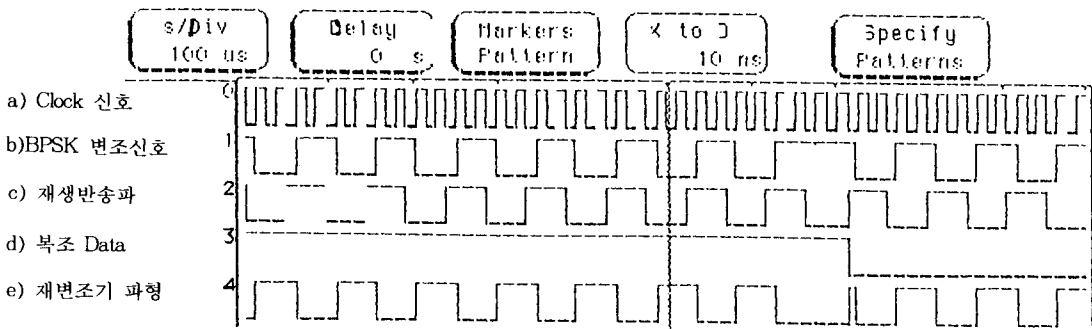 s/Div Delay Markers X to O Specify
100 us 0 s Pattern 10 ns Patterns
a) Clock 신호 0
b)BPSK 변조신호 1
c) 재생반송파 2
d) 복조 Data 3
e) 재변조기 파형 4